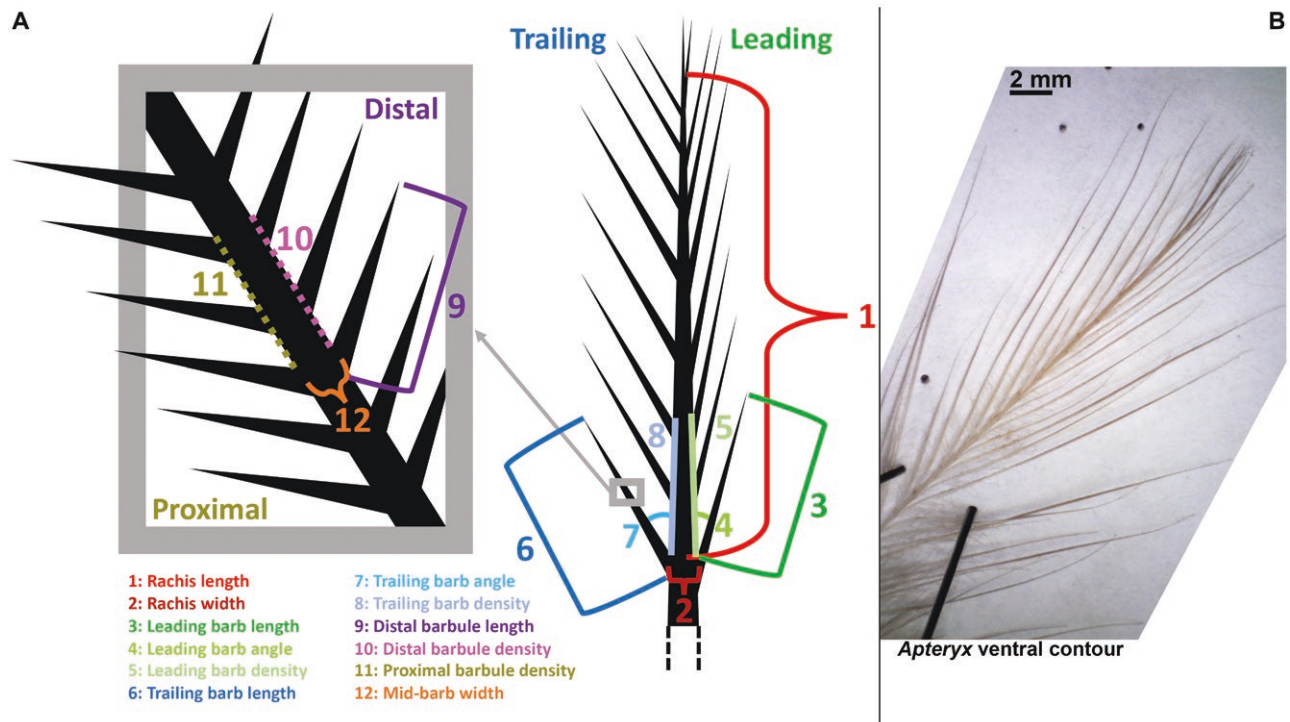 A
Trailing
Leading
B
2 mm
Distal
10
11
9
1
12
8
5
7
4
3
6
2
Proximal
1: Rachis length
2: Rachis width
3: Leading barb length
4: Leading barb angle
5: Leading barb density
6: Trailing barb length
7: Trailing barb angle
8: Trailing barb density
9: Distal barbule length
10: Distal barbule density
11: Proximal barbule density
12: Mid-barb width
Apteryx ventral contour